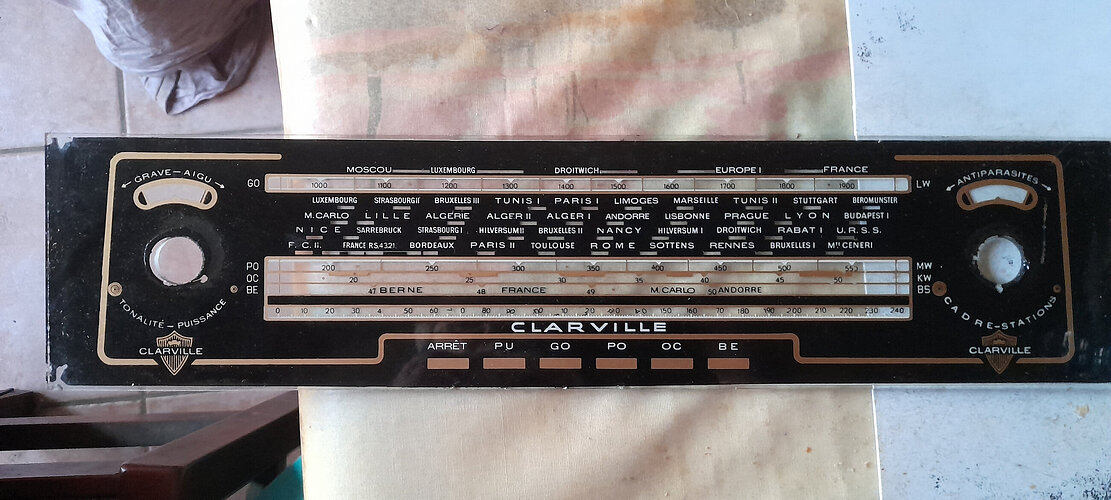 GRAVE-AIGU
ANTIPARASITES
MOSCOU LUXEMBOURG DROITWICH EUROPE I FRANCE
GO 1000 1100 1200 1300 1400 1500 1600 1700 1800 1900 LW
LUXEMBOURG STRASBOURG II BRUXELLES III TUNIS I PARIS I LIMOGES MARSEILLE TUNIS II STUTTGART BEROMUNSTER
M.CARLO LILLE ALGÉRIE ALGER II ALGER I ANDORRE LISBONNE PRAGUE LYON BUDAPEST I
NICE SARREBRUCK STRASBOURG I HILVERSUM II BRUXELLES II NANCY HILVERSUM I DROITWICH RABAT I U.R.S.S.
FRANCE RS.4321 BORDEAUX PARIS II TOULOUSE ROME SOTTENS RENNES BRUXELLES I Mte CENERI
PO 200 250 300 350 400 450 500 550 MW
OC 20 25 30 35 40 45 50 KW
BE 47 BERNE 48 FRANCE 49 M.CARLO 50 ANDORRE BS
0 10 20 30 40 50 60 70 80 90 100 110 120 130 140 150 160 170 180 190 200 210 220 230 240
CLARVILLE
TONALITÉ-PUISSANCE
CADRE-STATIONS
CLARVILLE
ARRÊT PU GO PO OC BE
CLARVILLE